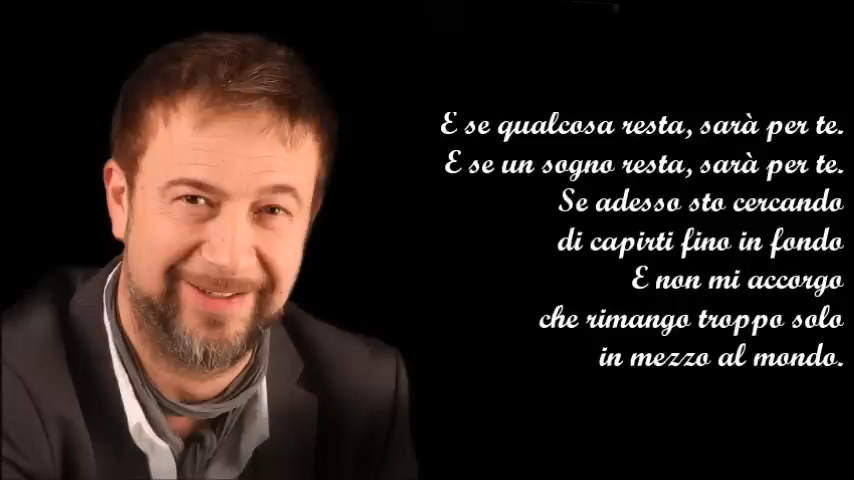 E se qualcosa resta, sarà per te.
E se un sogno resta, sarà per te.
Se adesso sto cercando
di capirti fino in fondo
E non mi accorgo
che rimango troppo solo
in mezzo al mondo.